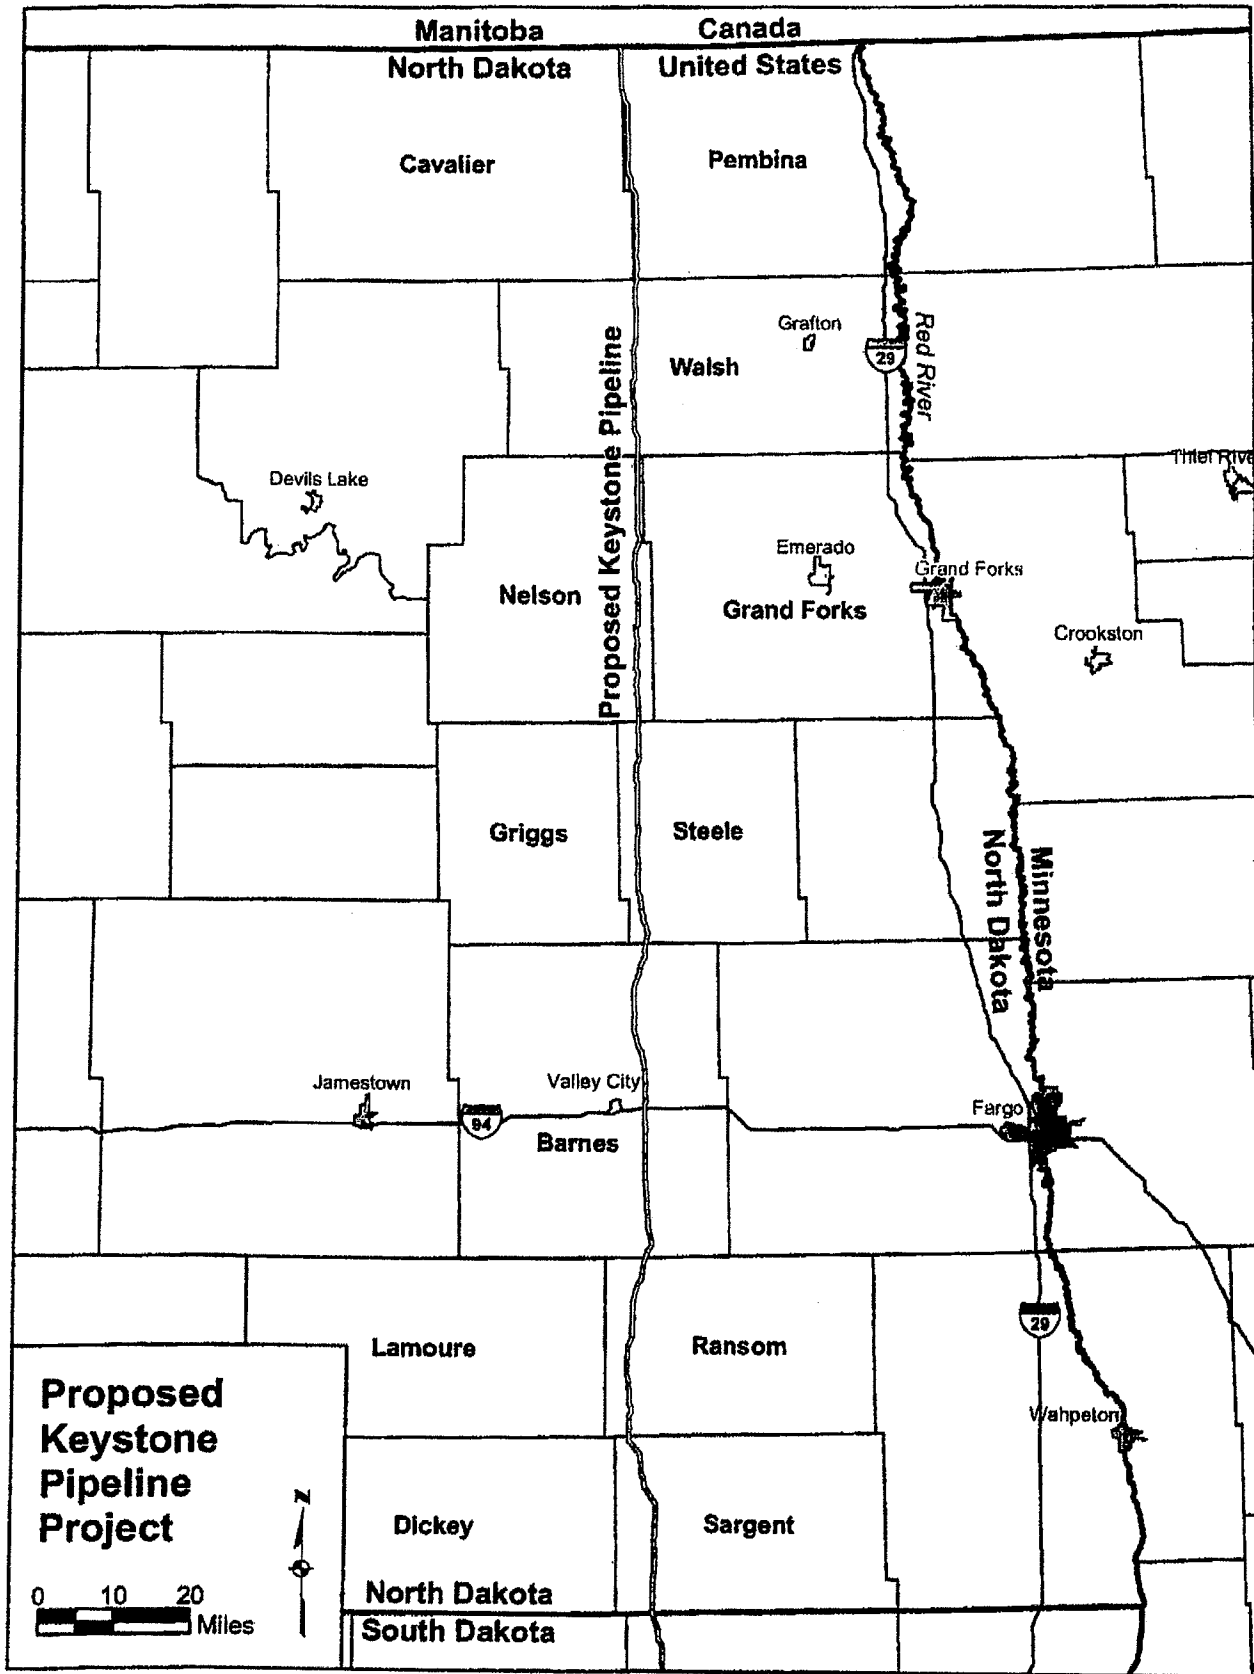 Manitoba Canada
North Dakota United States
Cavalier
Pembina
Grafton
29
Red River
Walsh
Proposed Keystone Pipeline
Devils Lake
Thief Rive
Emerado
Grand Forks
Nelson
Grand Forks
Crookston
Griggs
Steele
Minnesota
North Dakota
Jamestown
Valley City
94
Fargo
Barnes
29
Lamoure
Ransom
Wahpeton
Proposed
Keystone
Pipeline
Project
N
Dickey
Sargent
0 10 20
Miles
North Dakota
South Dakota